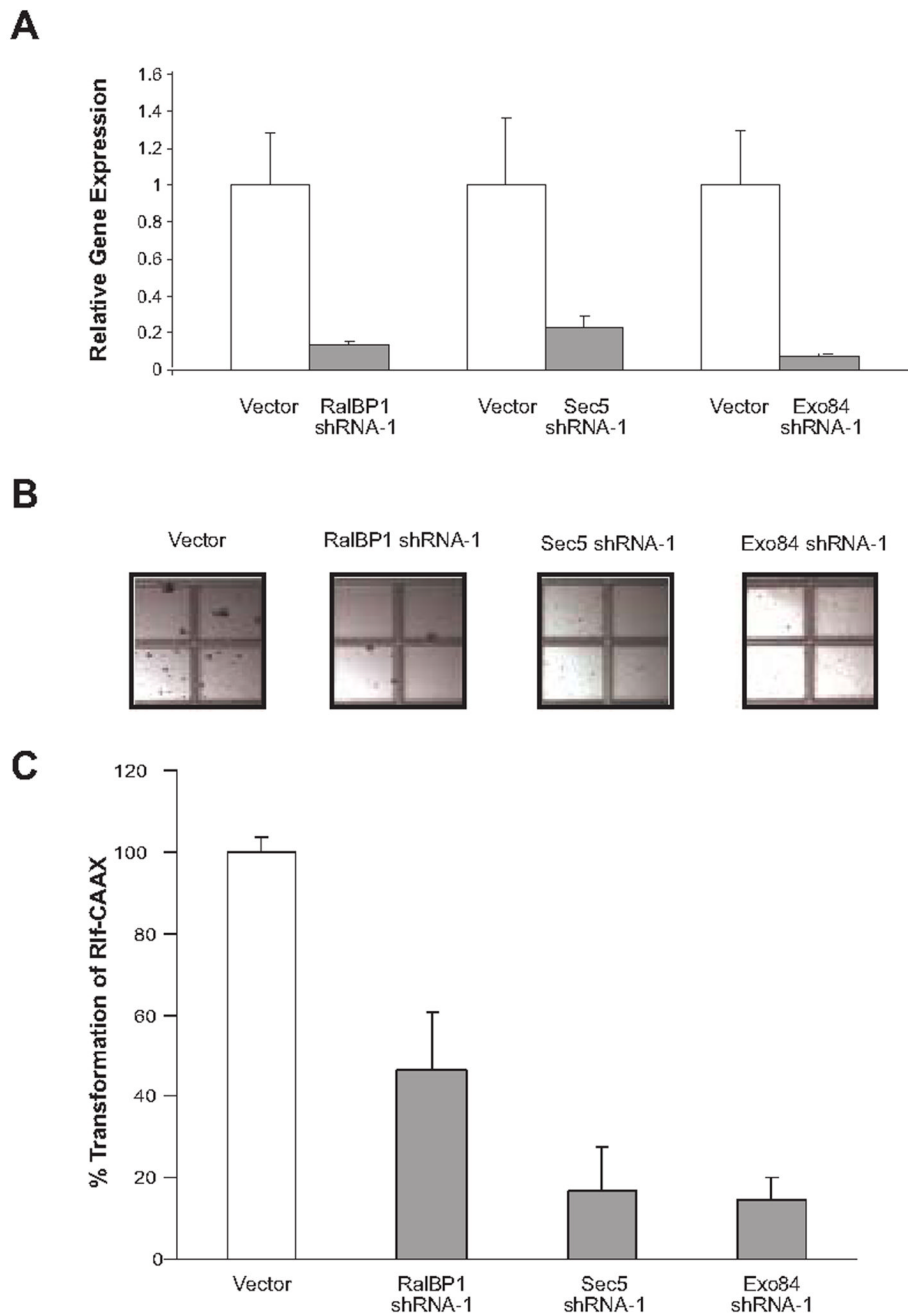 A
Relative Gene Expression
1.6
1.4
1.2
1
0.8
0.6
0.4
0.2
0
Vector
RalBP1
shRNA-1
Vector
Sec5
shRNA-1
Vector
Exo84
shRNA-1
B
Vector
RalBP1 shRNA-1
Sec5 shRNA-1
Exo84 shRNA-1
C
% Transformation of Rlf-CAAX
120
100
80
60
40
20
0
Vector
RalBP1
shRNA-1
Sec5
shRNA-1
Exo84
shRNA-1